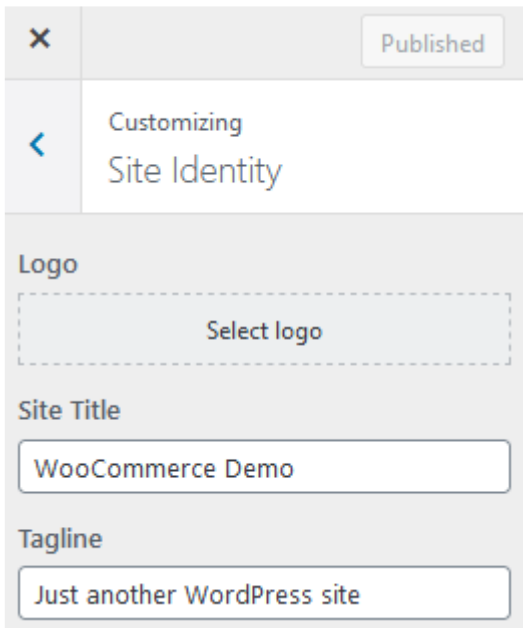 Published
Customizing
Site Identity
Logo
Select logo
Site Title
WooCommerce Demo
Tagline
Just another WordPress site